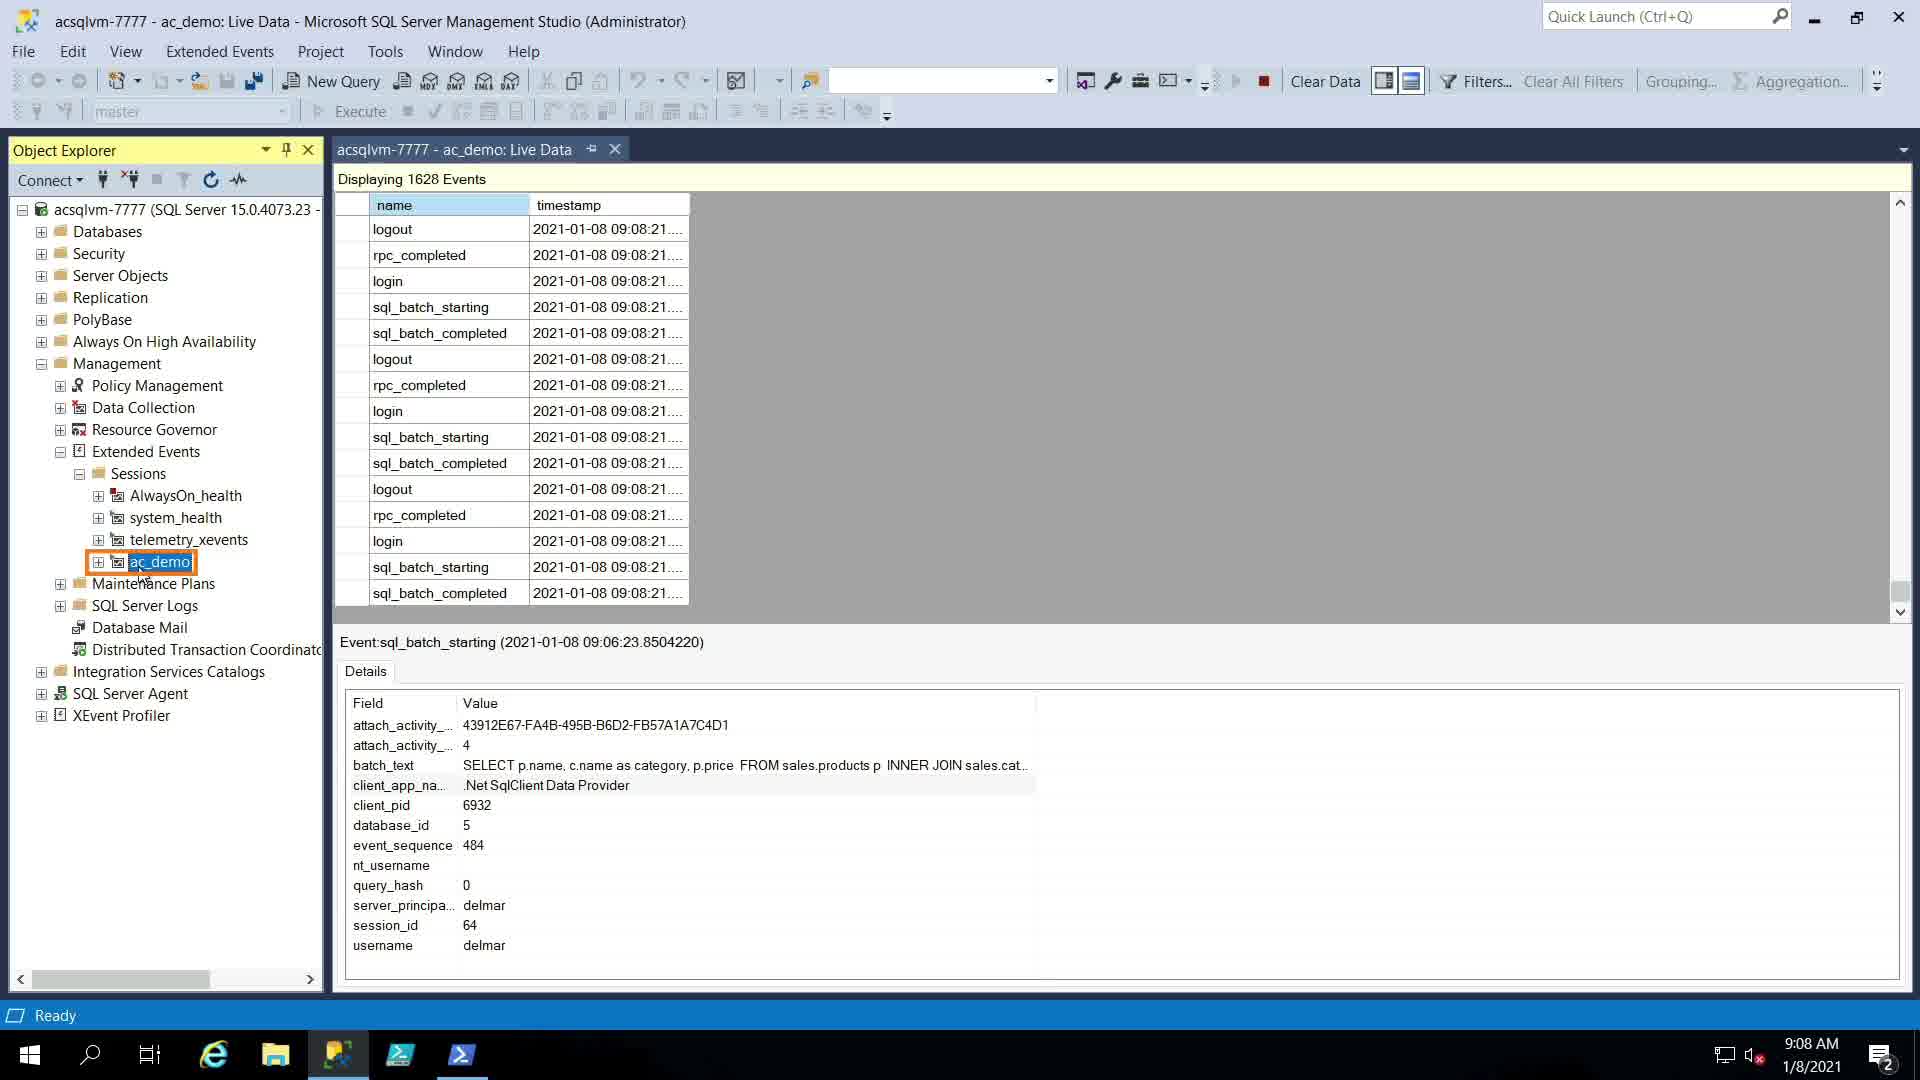 acsqlvm-7777 - ac_demo: Live Data - Microsoft SQL Server Management Studio (Administrator)
Quick Launch (Ctrl+Q)
File Edit View Extended Events Project Tools Window Help
New Query MDX DMX XMLA DAX Clear Data Filters... Clear All Filters Grouping... Aggregation...
master Execute
Object Explorer
Connect
acsqlvm-7777 (SQL Server 15.0.4073.23 -
Databases
Security
Server Objects
Replication
PolyBase
Always On High Availability
Management
Policy Management
Data Collection
Resource Governor
Extended Events
Sessions
AlwaysOn_health
system_health
telemetry_xevents
ac_demo
Maintenance Plans
SQL Server Logs
Database Mail
Distributed Transaction Coordinato
Integration Services Catalogs
SQL Server Agent
XEvent Profiler
acsqlvm-7777 - ac_demo: Live Data
Displaying 1628 Events
name timestamp
logout 2021-01-08 09:08:21....
rpc_completed 2021-01-08 09:08:21....
login 2021-01-08 09:08:21....
sql_batch_starting 2021-01-08 09:08:21....
sql_batch_completed 2021-01-08 09:08:21....
logout 2021-01-08 09:08:21....
rpc_completed 2021-01-08 09:08:21....
login 2021-01-08 09:08:21....
sql_batch_starting 2021-01-08 09:08:21....
sql_batch_completed 2021-01-08 09:08:21....
logout 2021-01-08 09:08:21....
rpc_completed 2021-01-08 09:08:21....
login 2021-01-08 09:08:21....
sql_batch_starting 2021-01-08 09:08:21....
sql_batch_completed 2021-01-08 09:08:21....
Event:sql_batch_starting (2021-01-08 09:06:23.8504220)
Details
Field Value
attach_activity_... 43912E67-FA4B-495B-B6D2-FB57A1A7C4D1
attach_activity_... 4
batch_text SELECT p.name, c.name as category, p.price FROM sales.products p INNER JOIN sales.cat...
client_app_na... .Net SqlClient Data Provider
client_pid 6932
database_id 5
event_sequence 484
nt_username
query_hash 0
server_principa... delmar
session_id 64
username delmar
Ready
9:08 AM
1/8/2021
2